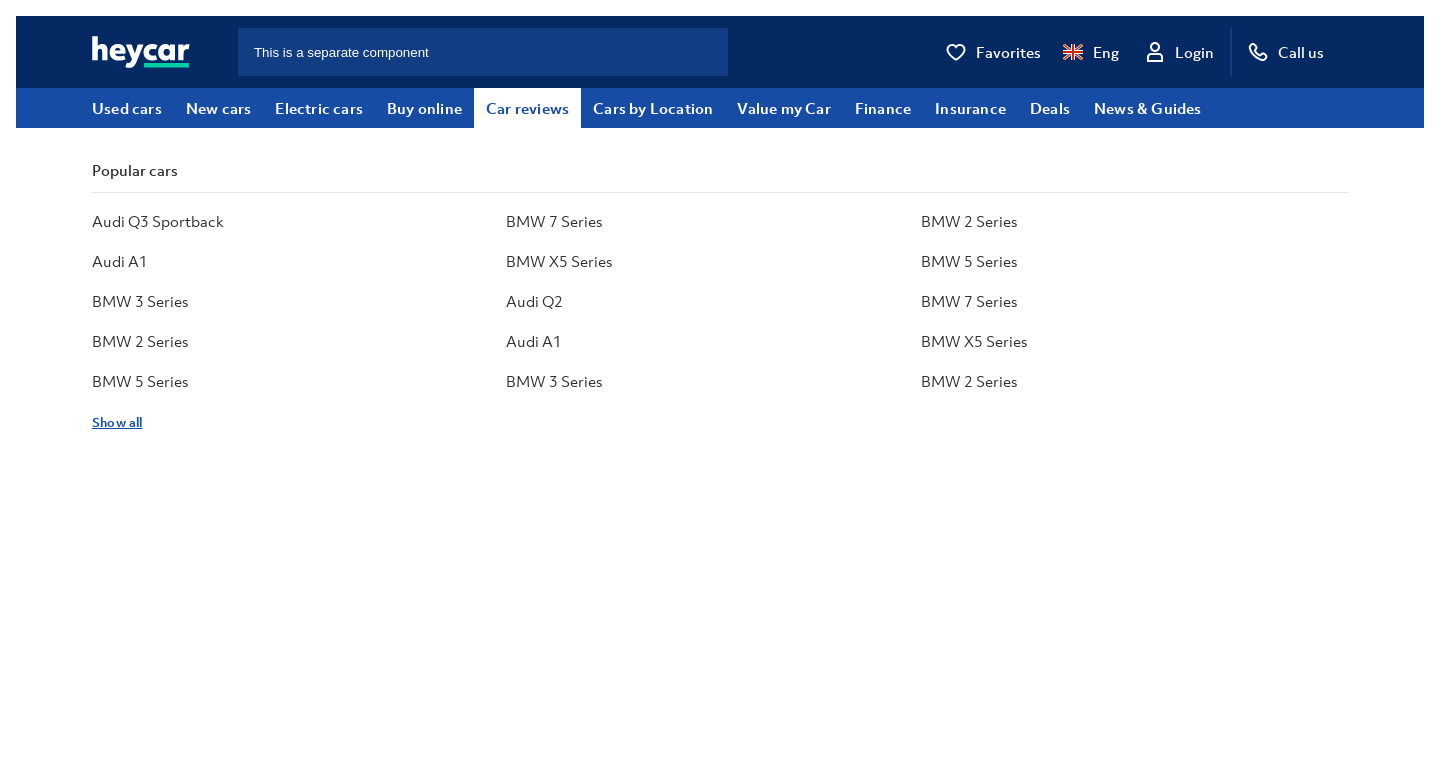 heycar
This is a separate component
Favorites
Eng
Login
Call us
Used cars New cars Electric cars Buy online Car reviews Cars by Location Value my Car Finance Insurance Deals News & Guides
Popular cars
Audi Q3 Sportback BMW 7 Series BMW 2 Series
Audi A1 BMW X5 Series BMW 5 Series
BMW 3 Series Audi Q2 BMW 7 Series
BMW 2 Series Audi A1 BMW X5 Series
BMW 5 Series BMW 3 Series BMW 2 Series
Show all